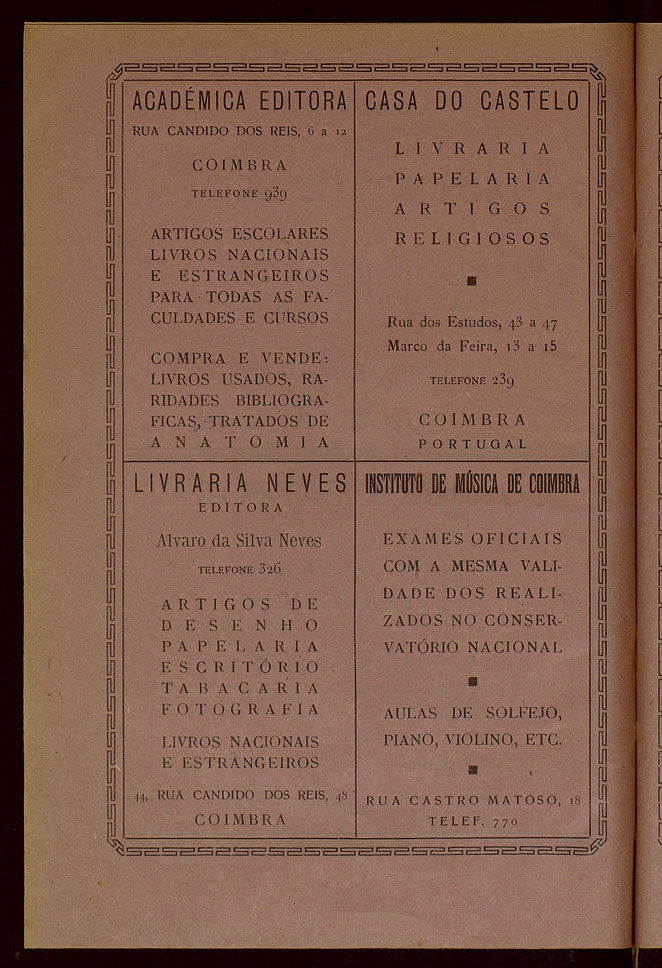 ACADÉMICA EDITORA
RUA CANDIDO DOS REIS, 6 a 12
COIMBRA
TELEFONE 939
ARTIGOS ESCOLARES
LIVROS NACIONAIS
E ESTRANGEIROS
PARA TODAS AS FA-
CULDADES E CURSOS
COMPRA E VENDE:
LIVROS USADOS, RA-
RIDADES BIBLIOGRA-
FICAS, TRATADOS DE
ANATOMIA
CASA DO CASTELO
LIVRARIA
PAPELARIA
ARTIGOS
RELIGIOSOS
Rua dos Estudos, 43 a 47
Marco da Feira, 13 a 15
TELEFONE 239
COIMBRA
PORTUGAL
LIVRARIA NEVES
EDITORA
Alvaro da Silva Neves
TELEFONE 326
ARTIGOS DE
DESENHO
PAPELARIA
ESCRITÓRIO
TABACARIA
FOTOGRAFIA
LIVROS NACIONAIS
E ESTRANGEIROS
44, RUA CANDIDO DOS REIS, 48
COIMBRA
INSTITUTO DE MÚSICA DE COIMBRA
EXAMES OFICIAIS
COM A MESMA VALI-
DADE DOS REALI-
ZADOS NO CONSER-
VATÓRIO NACIONAL
AULAS DE SOLFEJO,
PIANO, VIOLINO, ETC.
RUA CASTRO MATOSO, 18
TELEF. 770